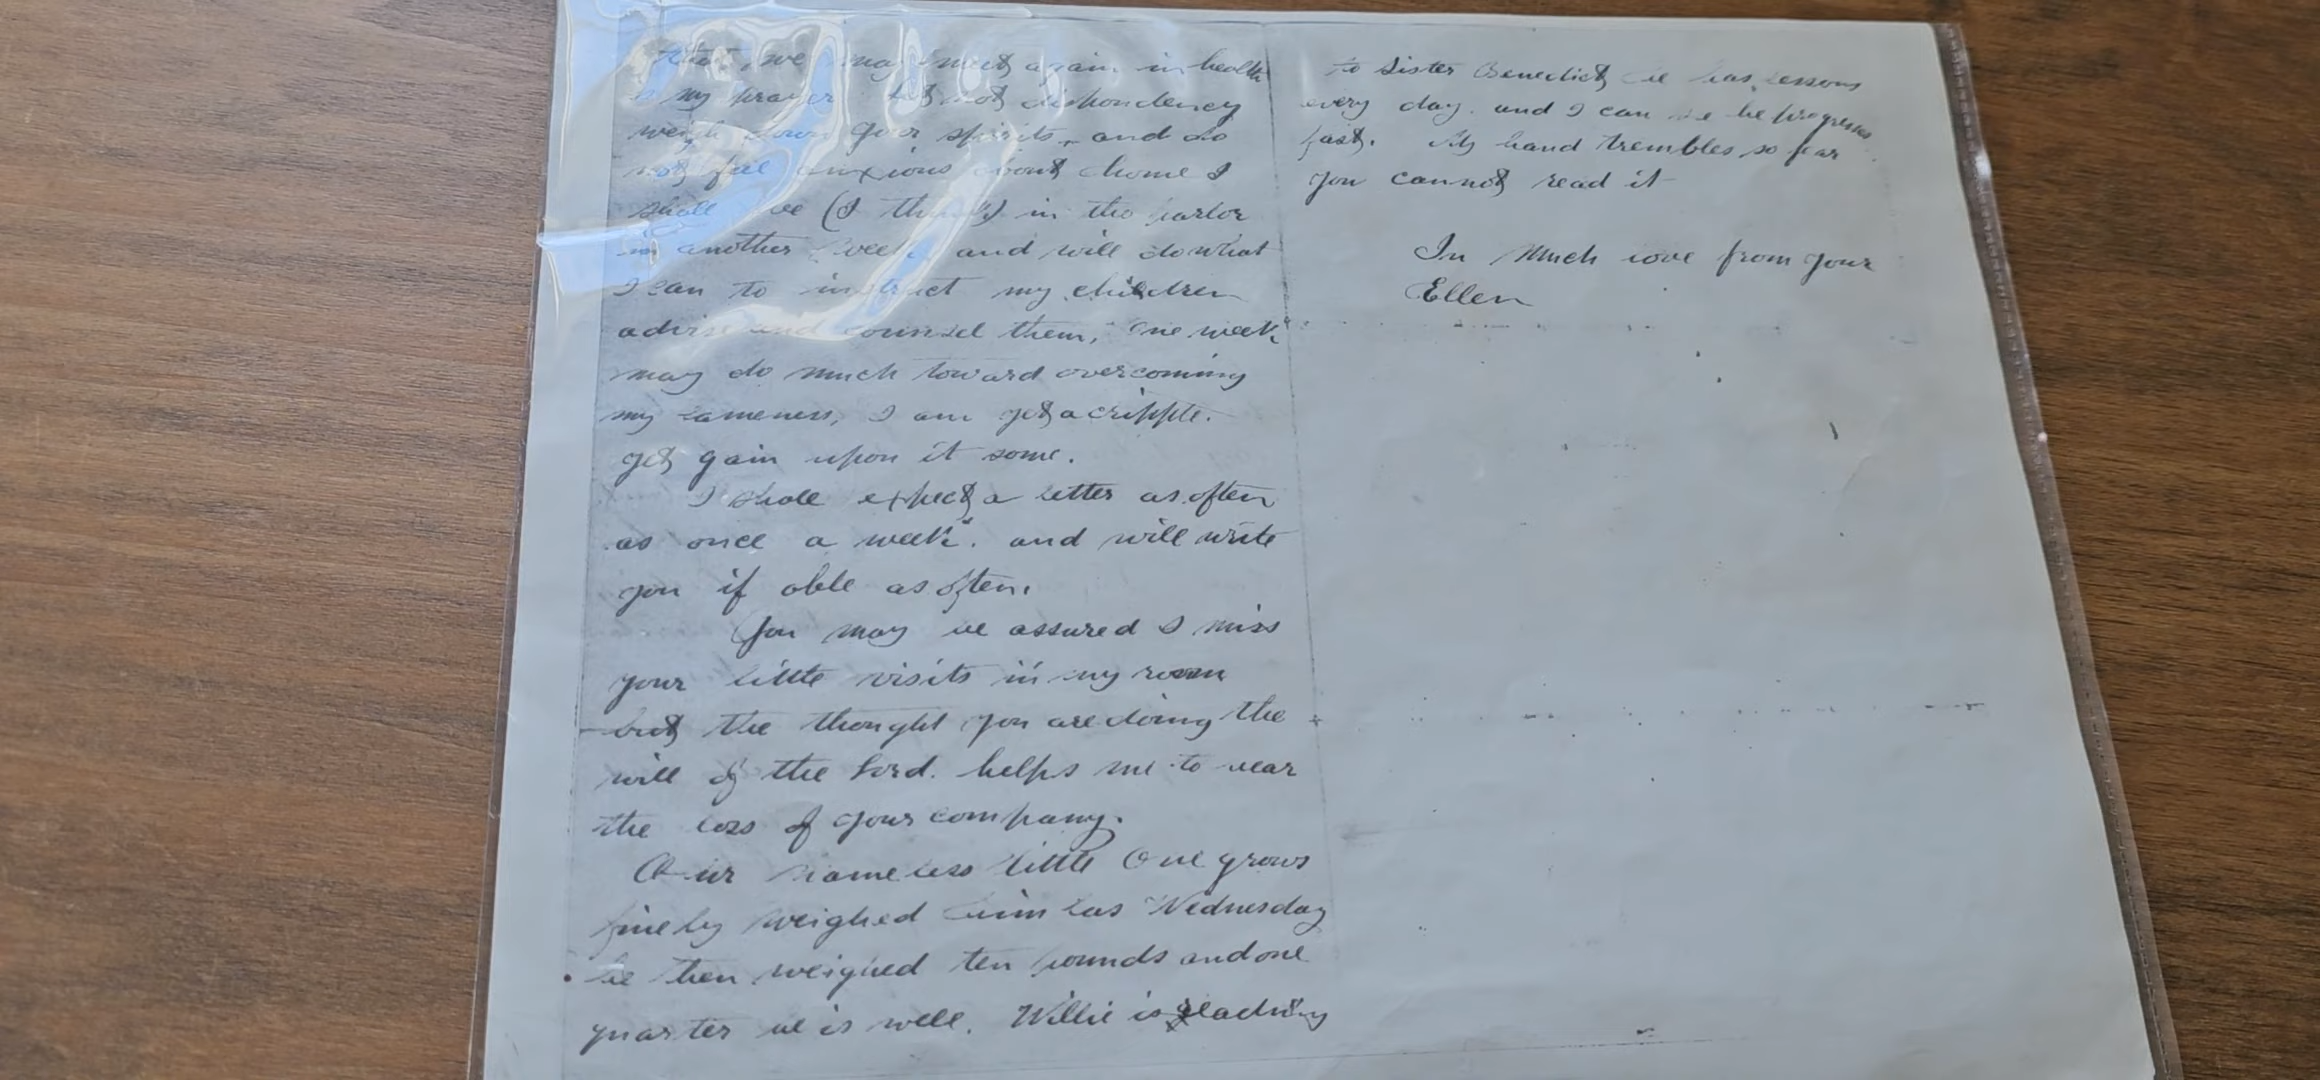 that, we may meet again in health
is my prayer. Let not dispondency
weigh down your spirits, and do
not feel anxious about home I
shall be (I think) in the parlor
in another week and will do what
I can to instruct my children
advise and counsel them, One week
may do much toward overcoming
my lameness, I am yet a cripple.
yet gain upon it some.
I shall expect a letter as often
as once a week. and will write
you if able as often.
You may be assured I miss
your little visits in my room
but the thought you are doing the
will of the Lord. helps me to bear
the loss of your company.
Our nameless little One grows
finely weighed him las Wednesday
he then weighed ten pounds and one
quarter he is well. Willie is reading
to Sister Benedict he has lessons
every day. and I can see he progresses
fast. My hand trembles so fear
you cannot read it
In Much love from your
Ellen